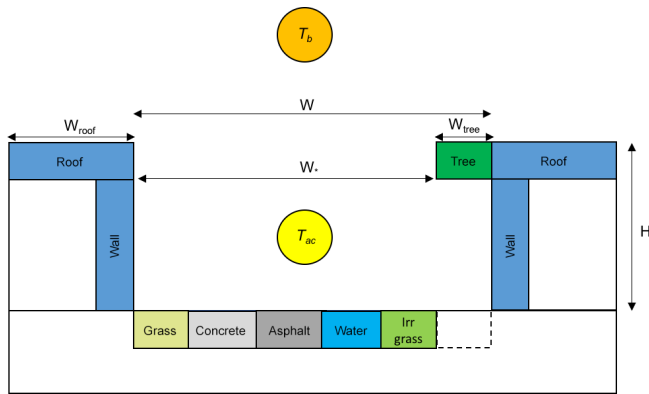 T_b
W
W_roof
W_tree
Roof
Tree
Roof
W_*
Wall
T_ac
Wall
H
Grass
Concrete
Asphalt
Water
Irr
grass